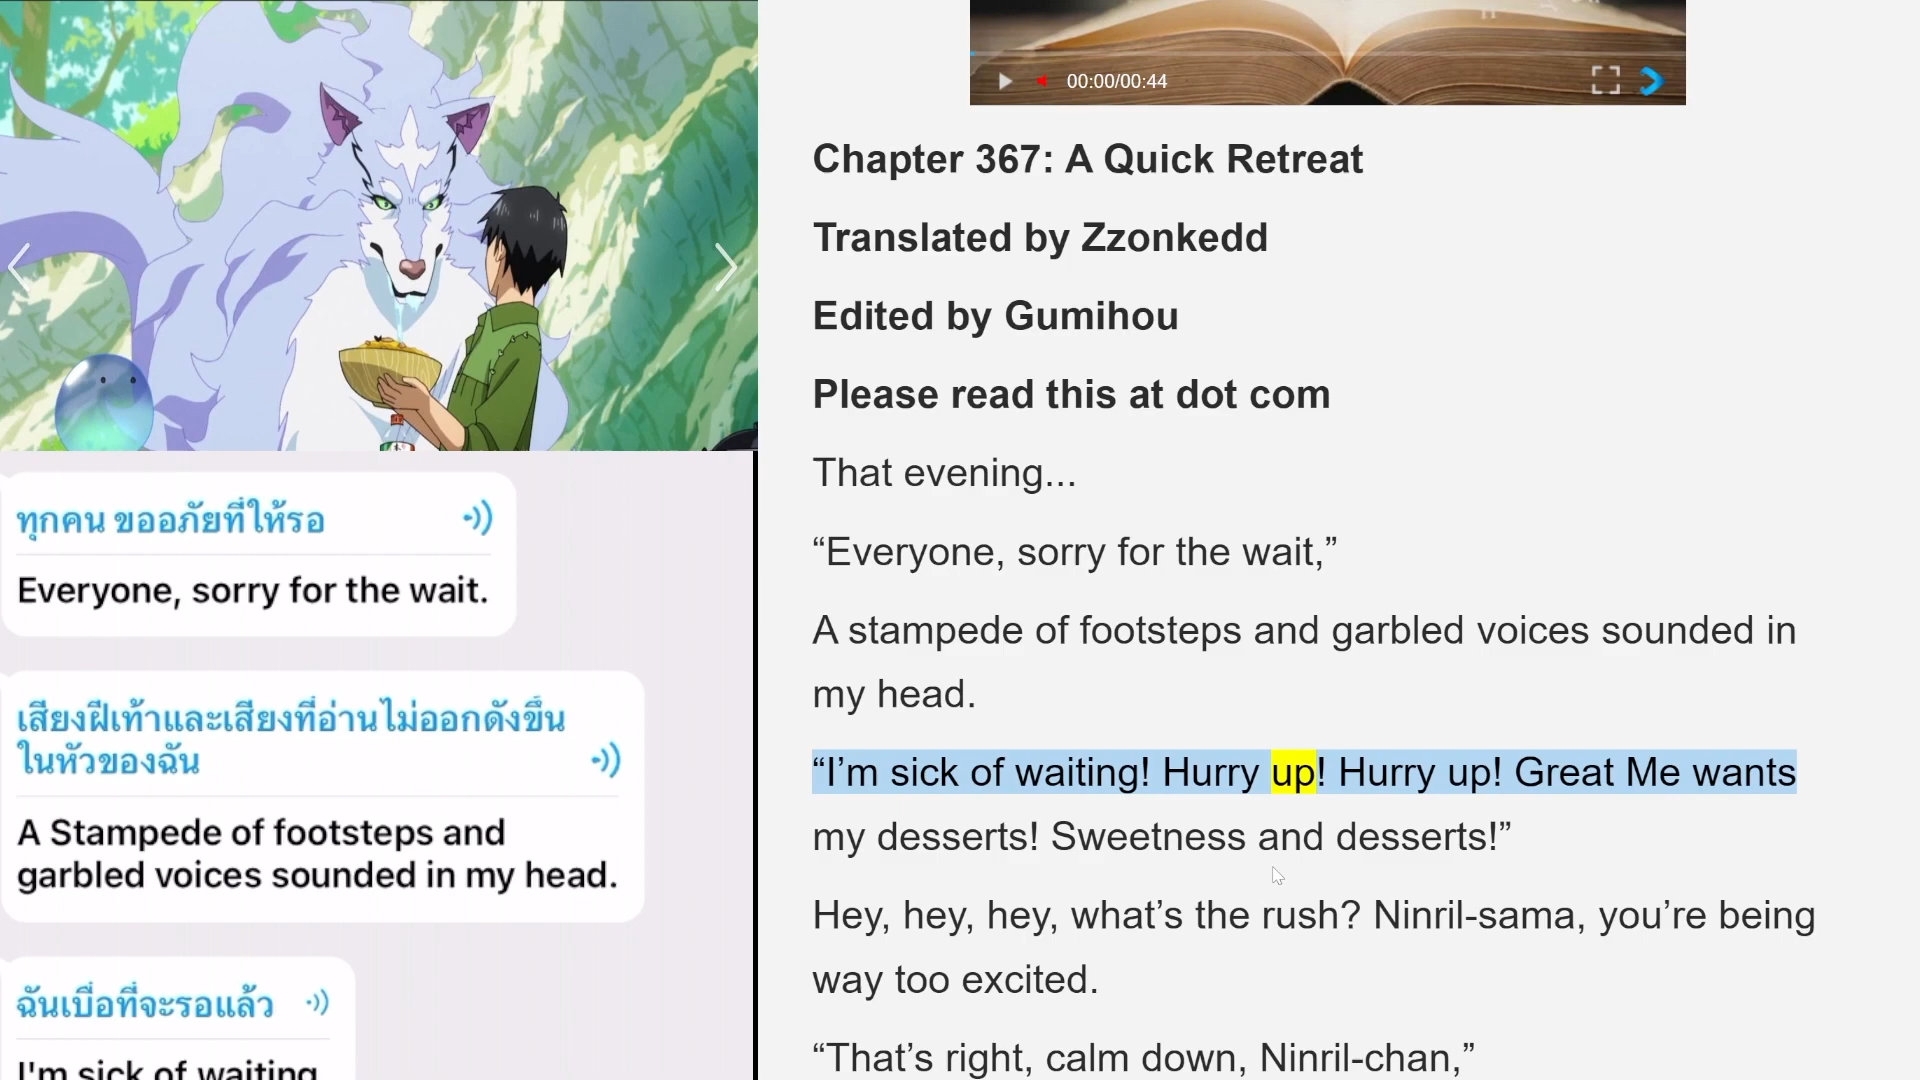 ทุกคน ขออภัยที่ให้รอ
Everyone, sorry for the wait.
เสียงฝีเท้าและเสียงที่อ่านไม่ออกดังขึ้น
ในหัวของฉัน
A Stampede of footsteps and
garbled voices sounded in my head.
ฉันเบื่อที่จะรอแล้ว
I'm sick of waiting
00:00/00:44
Chapter 367: A Quick Retreat
Translated by Zzonkedd
Edited by Gumihou
Please read this at dot com
That evening...
“Everyone, sorry for the wait,”
A stampede of footsteps and garbled voices sounded in
my head.
“I’m sick of waiting! Hurry up! Hurry up! Great Me wants
my desserts! Sweetness and desserts!”
Hey, hey, hey, what’s the rush? Ninril-sama, you’re being
way too excited.
“That’s right, calm down, Ninril-chan,”